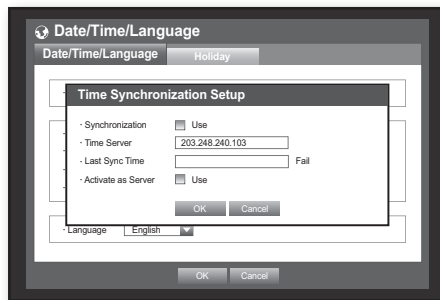 Date/Time/Language
Date/Time/Language Holiday
Time Synchronization Setup
· Synchronization Use
· Time Server 203.248.240.103
· Last Sync Time Fail
· Activate as Server Use
OK Cancel
· Language English
OK Cancel